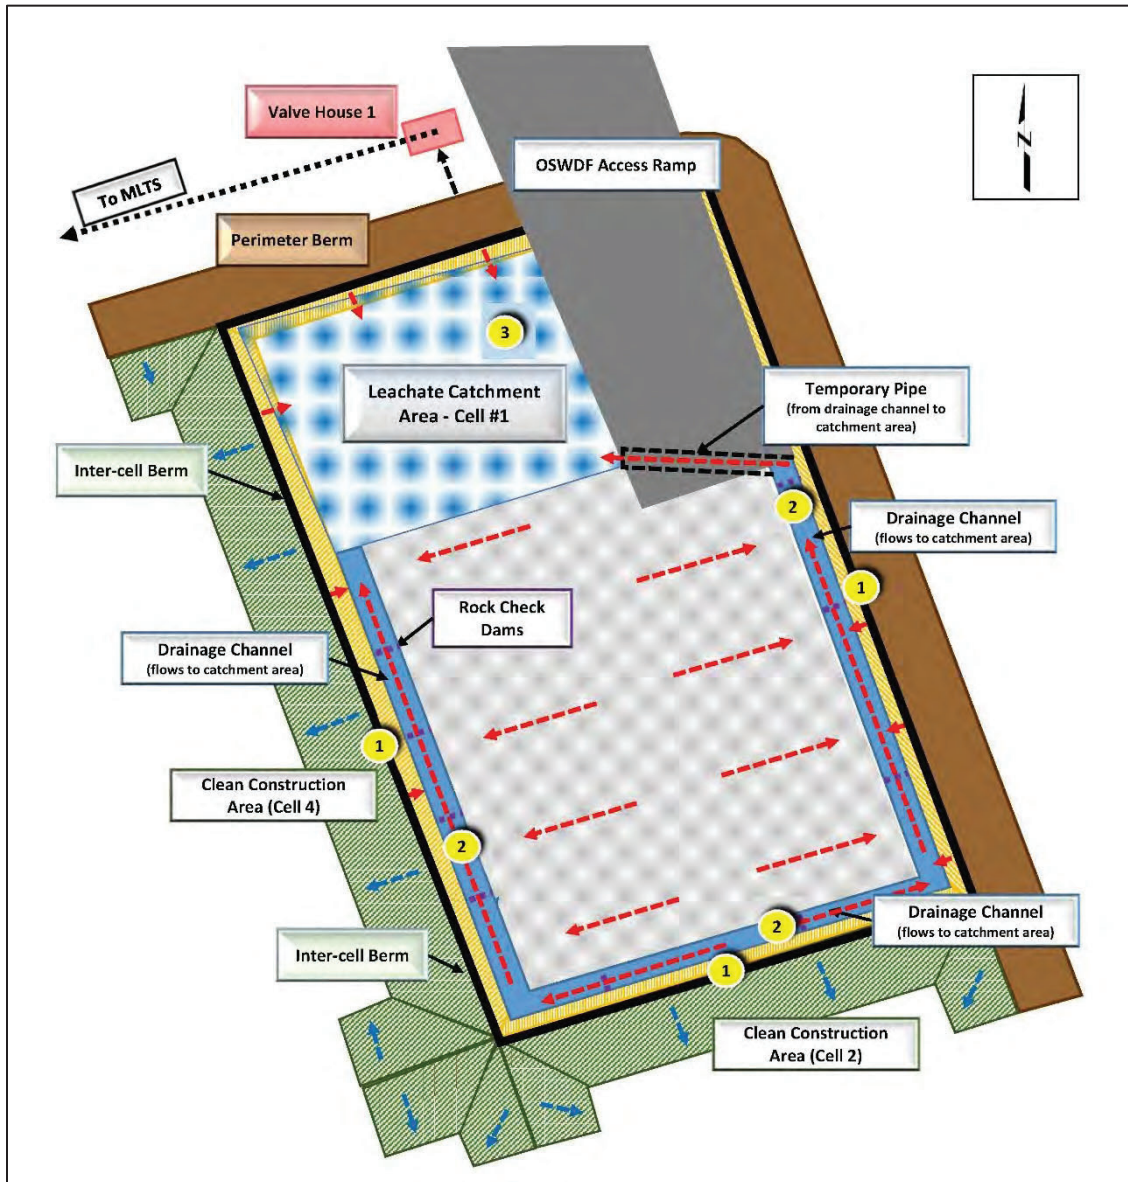 Valve House 1
N
OSWDF Access Ramp
To MLTS
Perimeter Berm
3
Leachate Catchment
Area - Cell #1
Temporary Pipe
(from drainage channel to
catchment area)
Inter-cell Berm
2
Drainage Channel
(flows to catchment area)
1
Rock Check
Dams
Drainage Channel
(flows to catchment area)
1
Clean Construction
Area (Cell 4)
2
Drainage Channel
(flows to catchment area)
2
Inter-cell Berm
1
Clean Construction
Area (Cell 2)